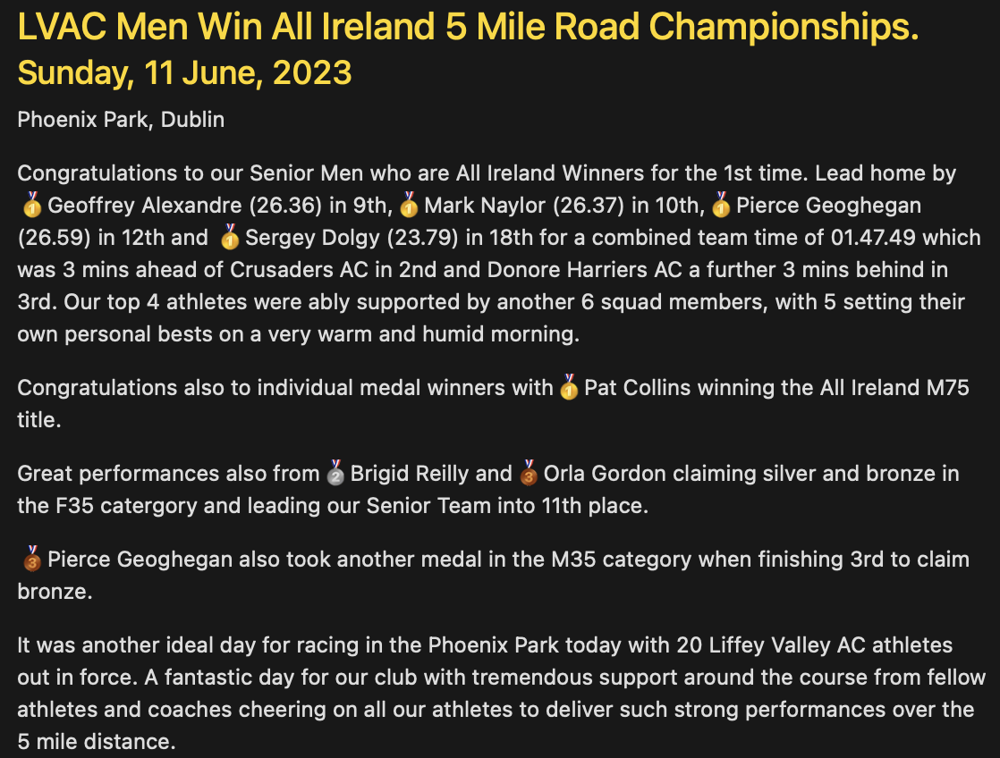 LVAC Men Win All Ireland 5 Mile Road Championships.
Sunday, 11 June, 2023
Phoenix Park, Dublin
Congratulations to our Senior Men who are All Ireland Winners for the 1st time. Lead home by
🥇Geoffrey Alexandre (26.36) in 9th,🥇Mark Naylor (26.37) in 10th,🥇Pierce Geoghegan
(26.59) in 12th and 🥇Sergey Dolgy (23.79) in 18th for a combined team time of 01.47.49 which
was 3 mins ahead of Crusaders AC in 2nd and Donore Harriers AC a further 3 mins behind in
3rd. Our top 4 athletes were ably supported by another 6 squad members, with 5 setting their
own personal bests on a very warm and humid morning.
Congratulations also to individual medal winners with🥇Pat Collins winning the All Ireland M75
title.
Great performances also from🥈Brigid Reilly and🥉Orla Gordon claiming silver and bronze in
the F35 catergory and leading our Senior Team into 11th place.
🥉Pierce Geoghegan also took another medal in the M35 category when finishing 3rd to claim
bronze.
It was another ideal day for racing in the Phoenix Park today with 20 Liffey Valley AC athletes
out in force. A fantastic day for our club with tremendous support around the course from fellow
athletes and coaches cheering on all our athletes to deliver such strong performances over the
5 mile distance.